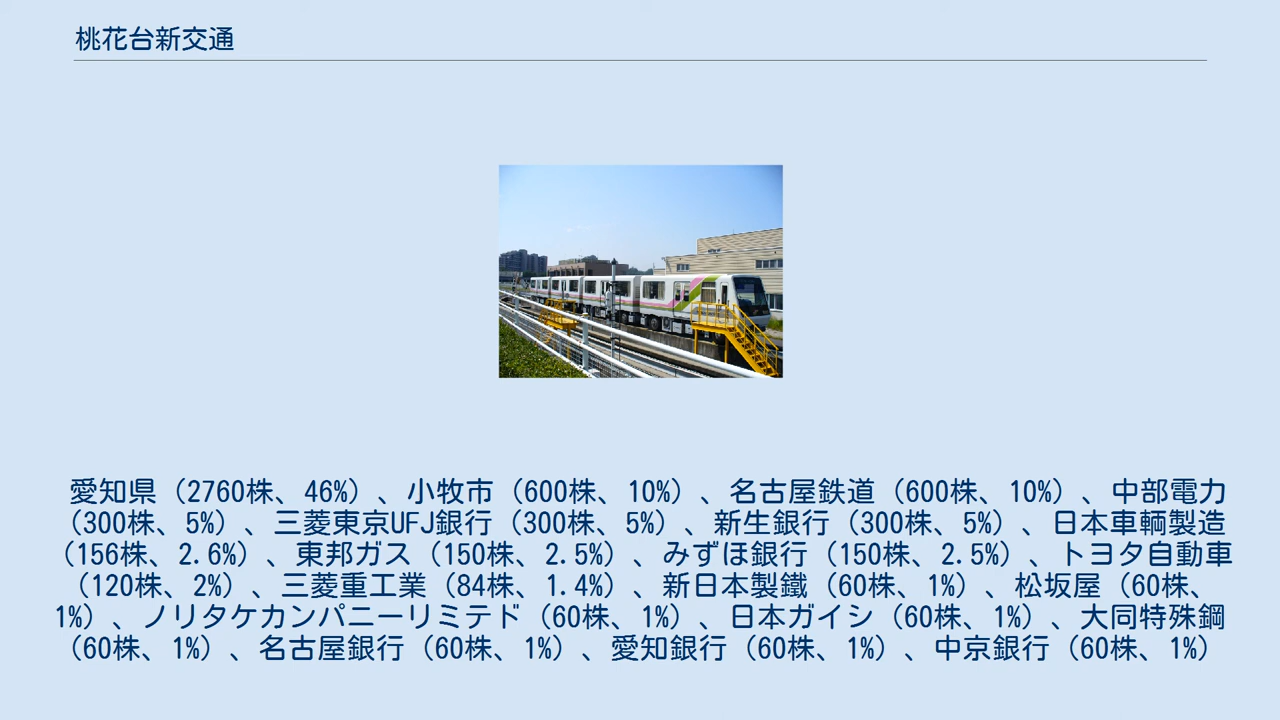 桃花台新交通
愛知県（2760株、46%）、小牧市（600株、10%）、名古屋鉄道（600株、10%）、中部電力
（300株、5%）、三菱東京UFJ銀行（300株、5%）、新生銀行（300株、5%）、日本車輌製造
（156株、2.6%）、東邦ガス（150株、2.5%）、みずほ銀行（150株、2.5%）、トヨタ自動車
（120株、2%）、三菱重工業（84株、1.4%）、新日本製鐵（60株、1%）、松坂屋（60株、
1%）、ノリタケカンパニーリミテド（60株、1%）、日本ガイシ（60株、1%）、大同特殊鋼
（60株、1%）、名古屋銀行（60株、1%）、愛知銀行（60株、1%）、中京銀行（60株、1%）